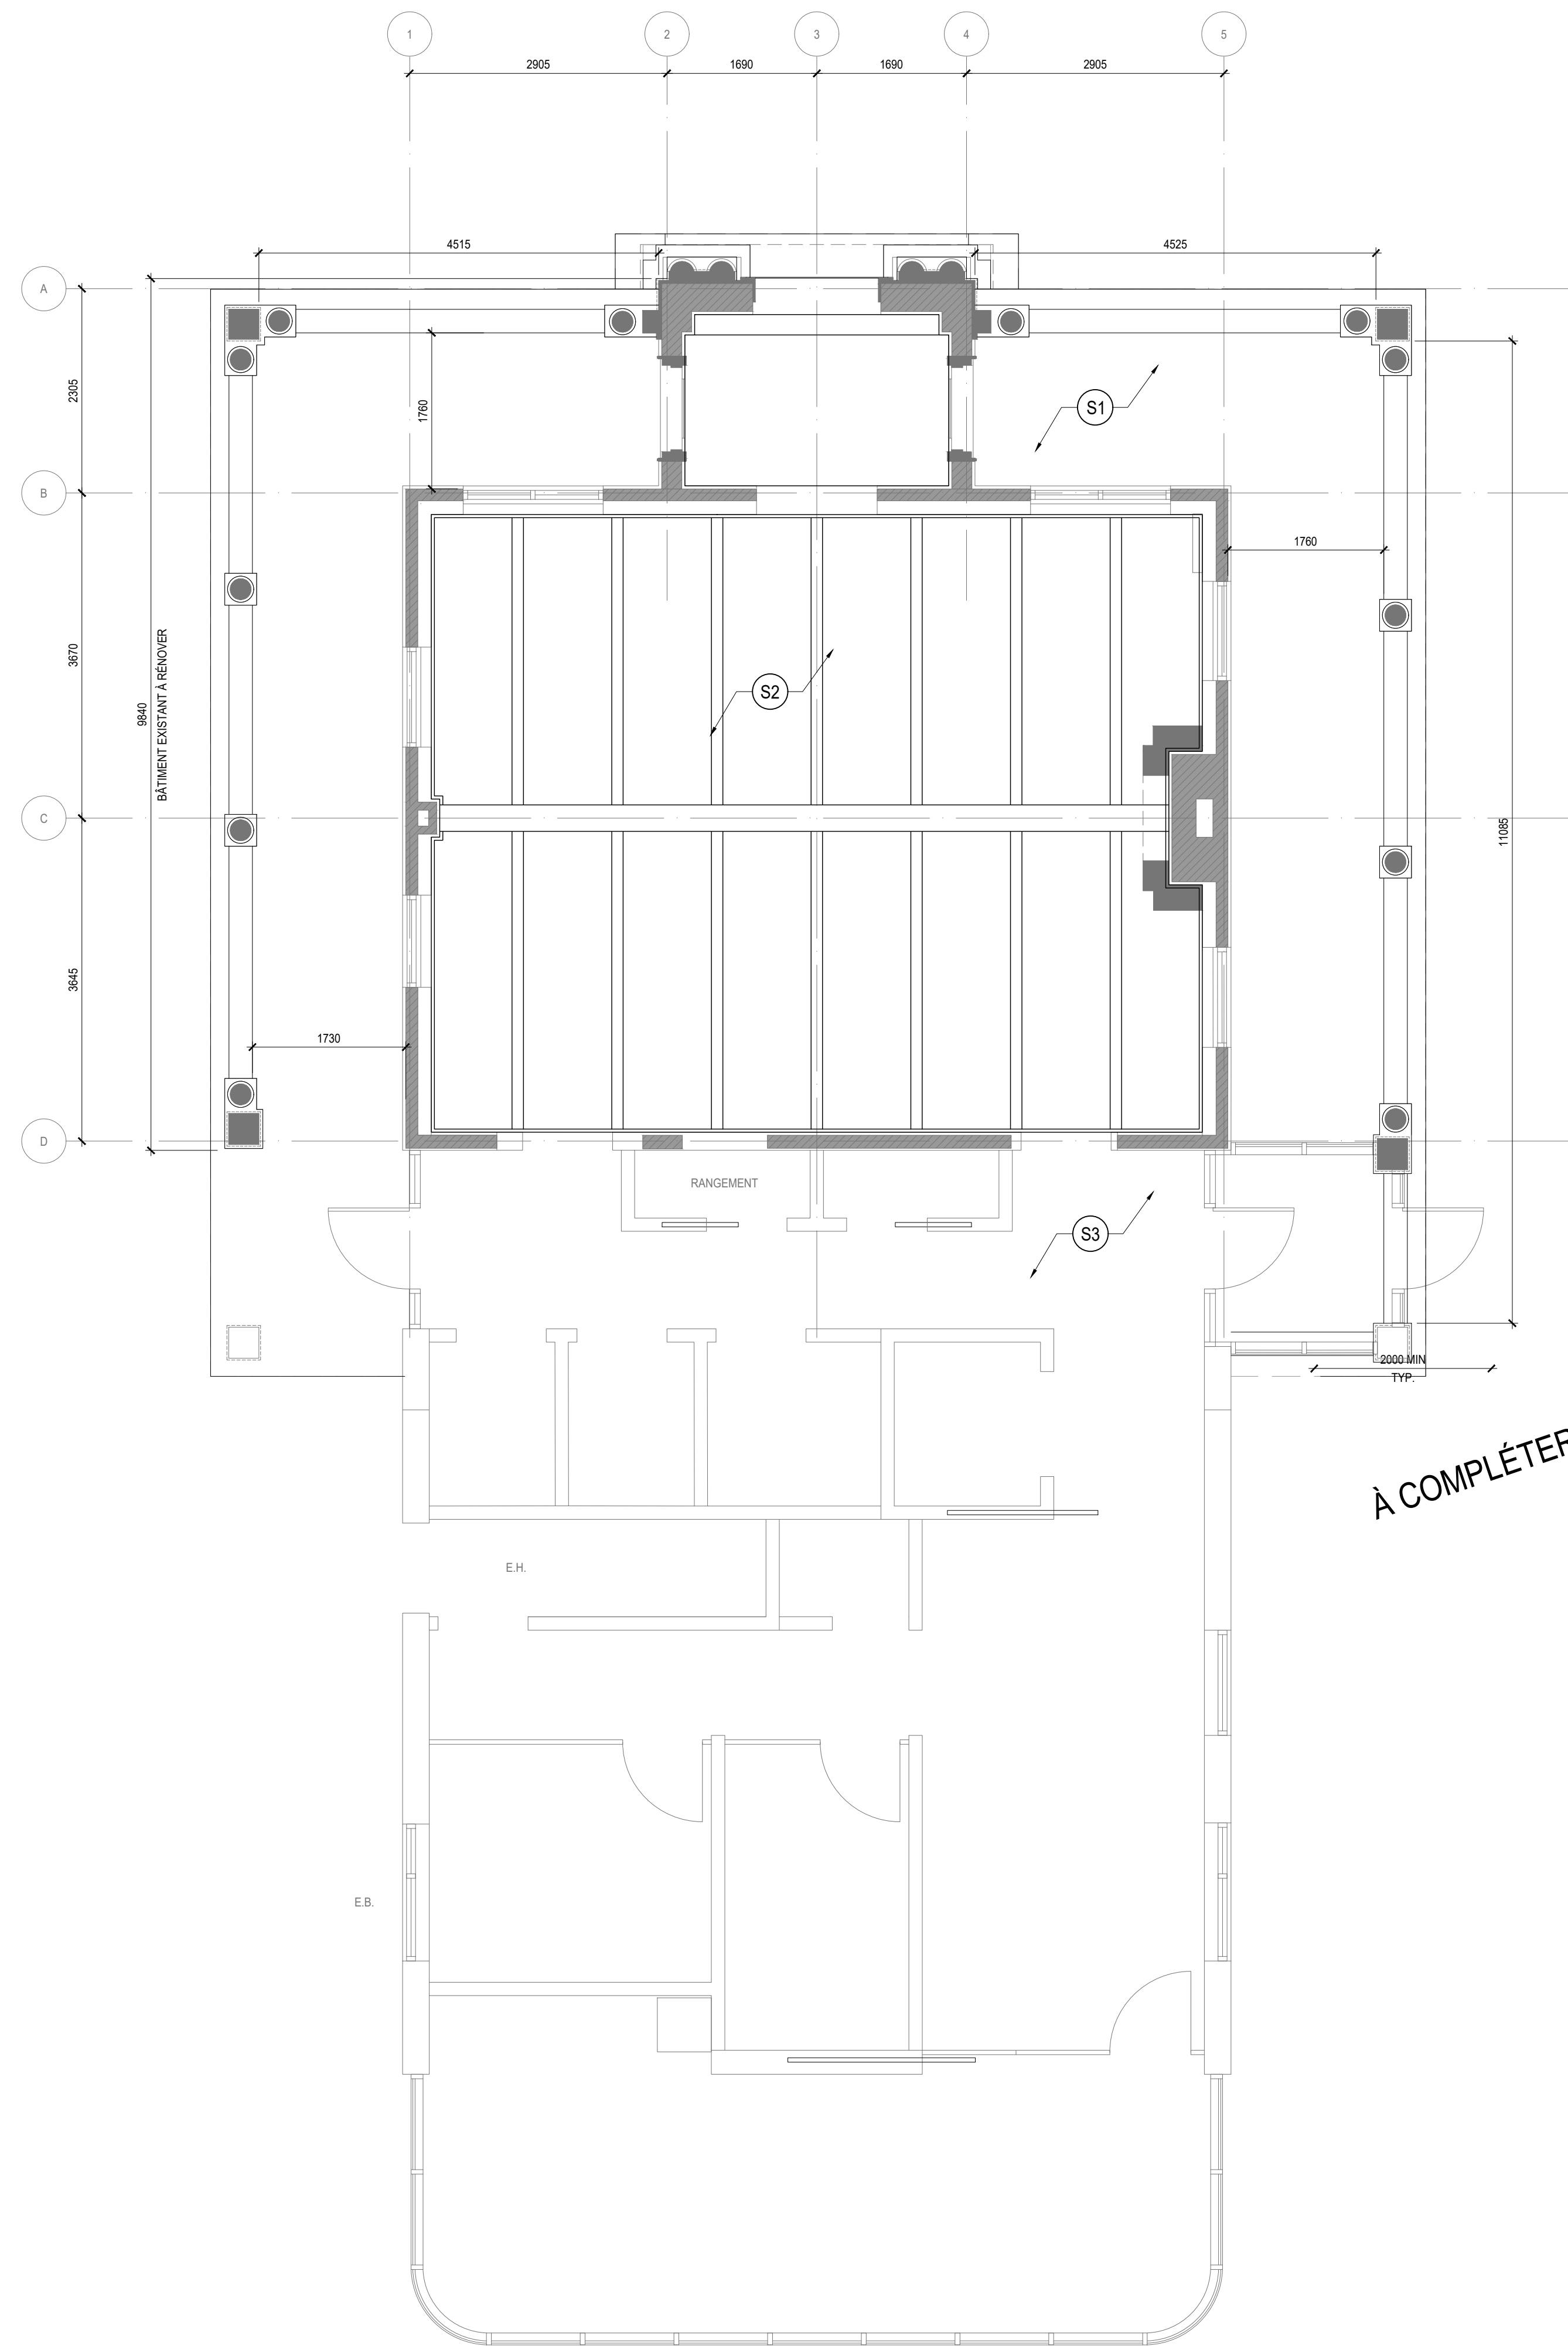 1
2
3
4
5
2905
1690
1690
2905
4515
4525
A
2305
1760
S1
B
1760
3670
9840
BÂTIMENT EXISTANT À RÉNOVER
S2
C
11085
3645
1730
D
RANGEMENT
S3
2000 MIN
TYP.
À COMPLÉTER
E.H.
E.B.